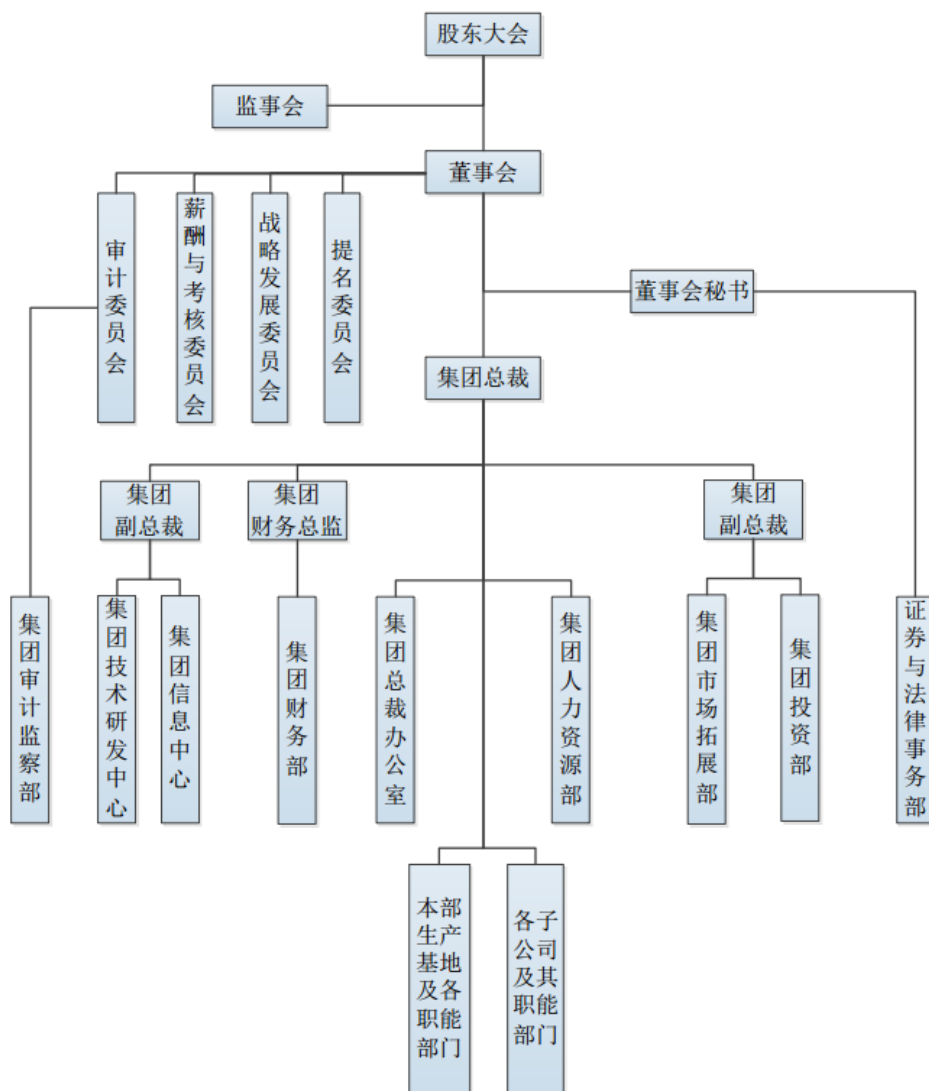 股东大会
监事会
董事会
审计委员会
薪酬与考核委员会
战略发展委员会
提名委员会
董事会秘书
集团总裁
集团
副总裁
集团
财务总监
集团
副总裁
集团审计监察部
集团技术研发中心
集团信息中心
集团财务部
集团总裁办公室
集团人力资源部
集团市场拓展部
集团投资部
证券与法律事务部
本部
生产
基地
及各
职能
部门
各子
公司
及其
职能
部门